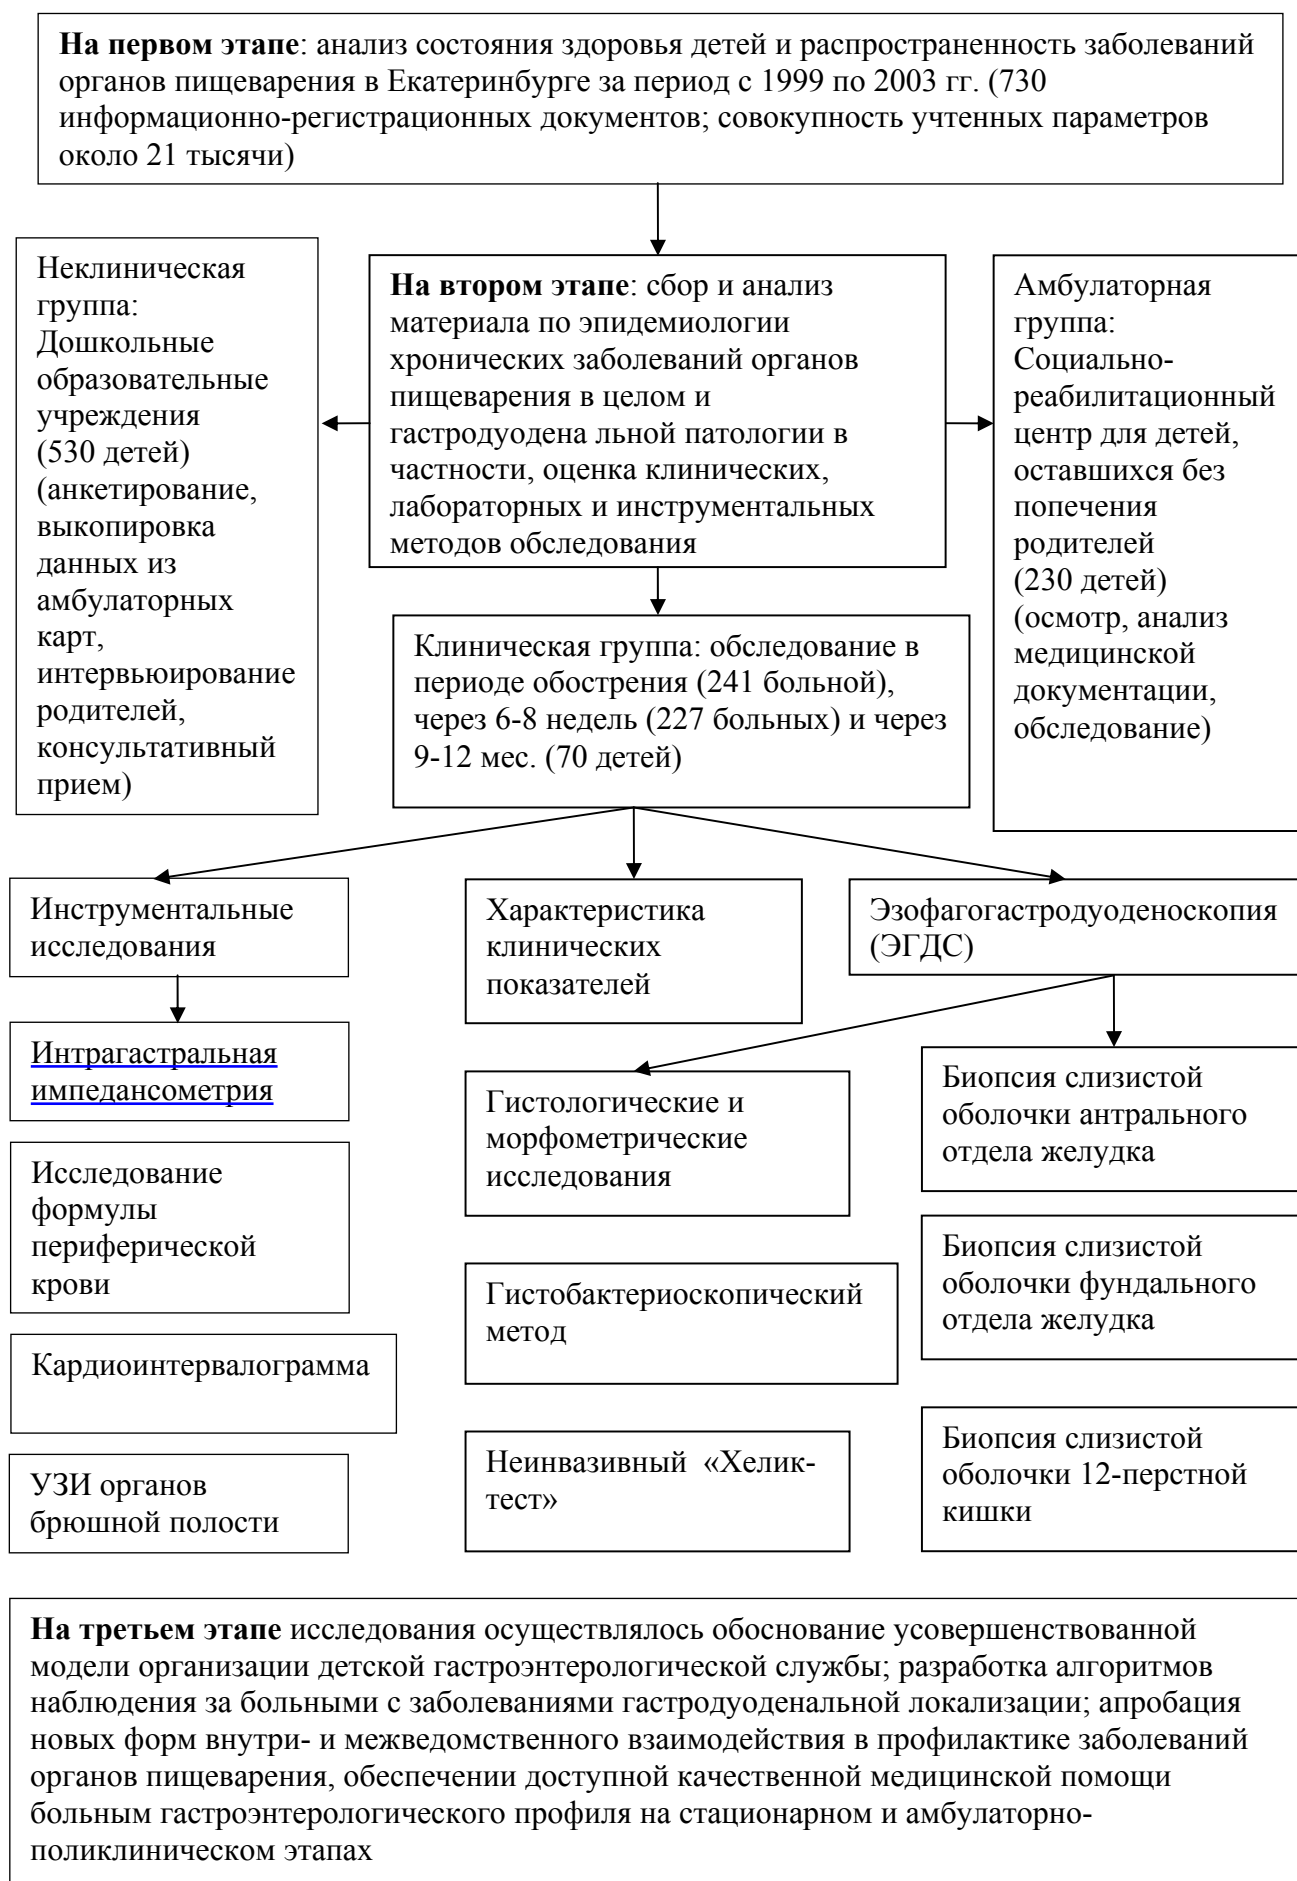 На первом этапе: анализ состояния здоровья детей и распространенность заболеваний
органов пищеварения в Екатеринбурге за период с 1999 по 2003 гг. (730
информационно-регистрационных документов; совокупность учтенных параметров
около 21 тысячи)
Неклиническая
группа:
Дошкольные
образовательные
учреждения
(530 детей)
(анкетирование,
выкопировка
данных из
амбулаторных
карт,
интервьюирование
родителей,
консультативный
прием)
На втором этапе: сбор и анализ
материала по эпидемиологии
хронических заболеваний органов
пищеварения в целом и
гастродуодена льной патологии в
частности, оценка клинических,
лабораторных и инструментальных
методов обследования
Амбулаторная
группа:
Социально-
реабилитационный
центр для детей,
оставшихся без
попечения
родителей
(230 детей)
(осмотр, анализ
медицинской
документации,
обследование)
Клиническая группа: обследование в
периоде обострения (241 больной),
через 6-8 недель (227 больных) и через
9-12 мес. (70 детей)
Инструментальные
исследования
Интрагастральная
импедансометрия
Исследование
формулы
периферической
крови
Кардиоинтервалограмма
УЗИ органов
брюшной полости
Характеристика
клинических
показателей
Эзофагогастродуоденоскопия
(ЭГДС)
Гистологические и
морфометрические
исследования
Гистобактериоскопический
метод
Неинвазивный «Хелик-
тест»
Биопсия слизистой
оболочки антрального
отдела желудка
Биопсия слизистой
оболочки фундального
отдела желудка
Биопсия слизистой
оболочки 12-перстной
кишки
На третьем этапе исследования осуществлялось обоснование усовершенствованной
модели организации детской гастроэнтерологической службы; разработка алгоритмов
наблюдения за больными с заболеваниями гастродуоденальной локализации; апробация
новых форм внутри- и межведомственного взаимодействия в профилактике заболеваний
органов пищеварения, обеспечении доступной качественной медицинской помощи
больным гастроэнтерологического профиля на стационарном и амбулаторно-
поликлиническом этапах